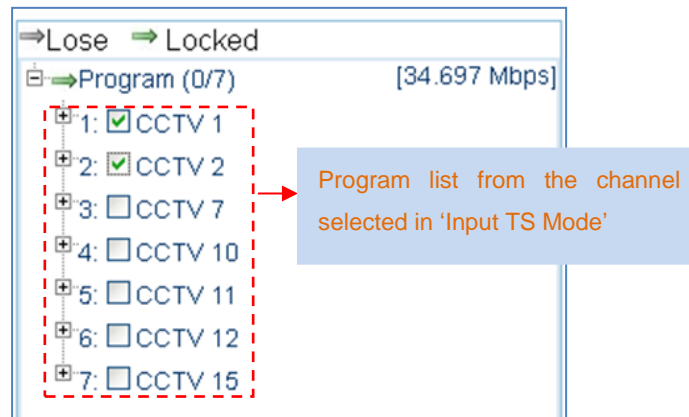 Lose Locked
Program (0/7) [34.697 Mbps]
1: CCTV 1
2: CCTV 2
3: CCTV 7
4: CCTV 10
5: CCTV 11
6: CCTV 12
7: CCTV 15
Program list from the channel
selected in ‘Input TS Mode’